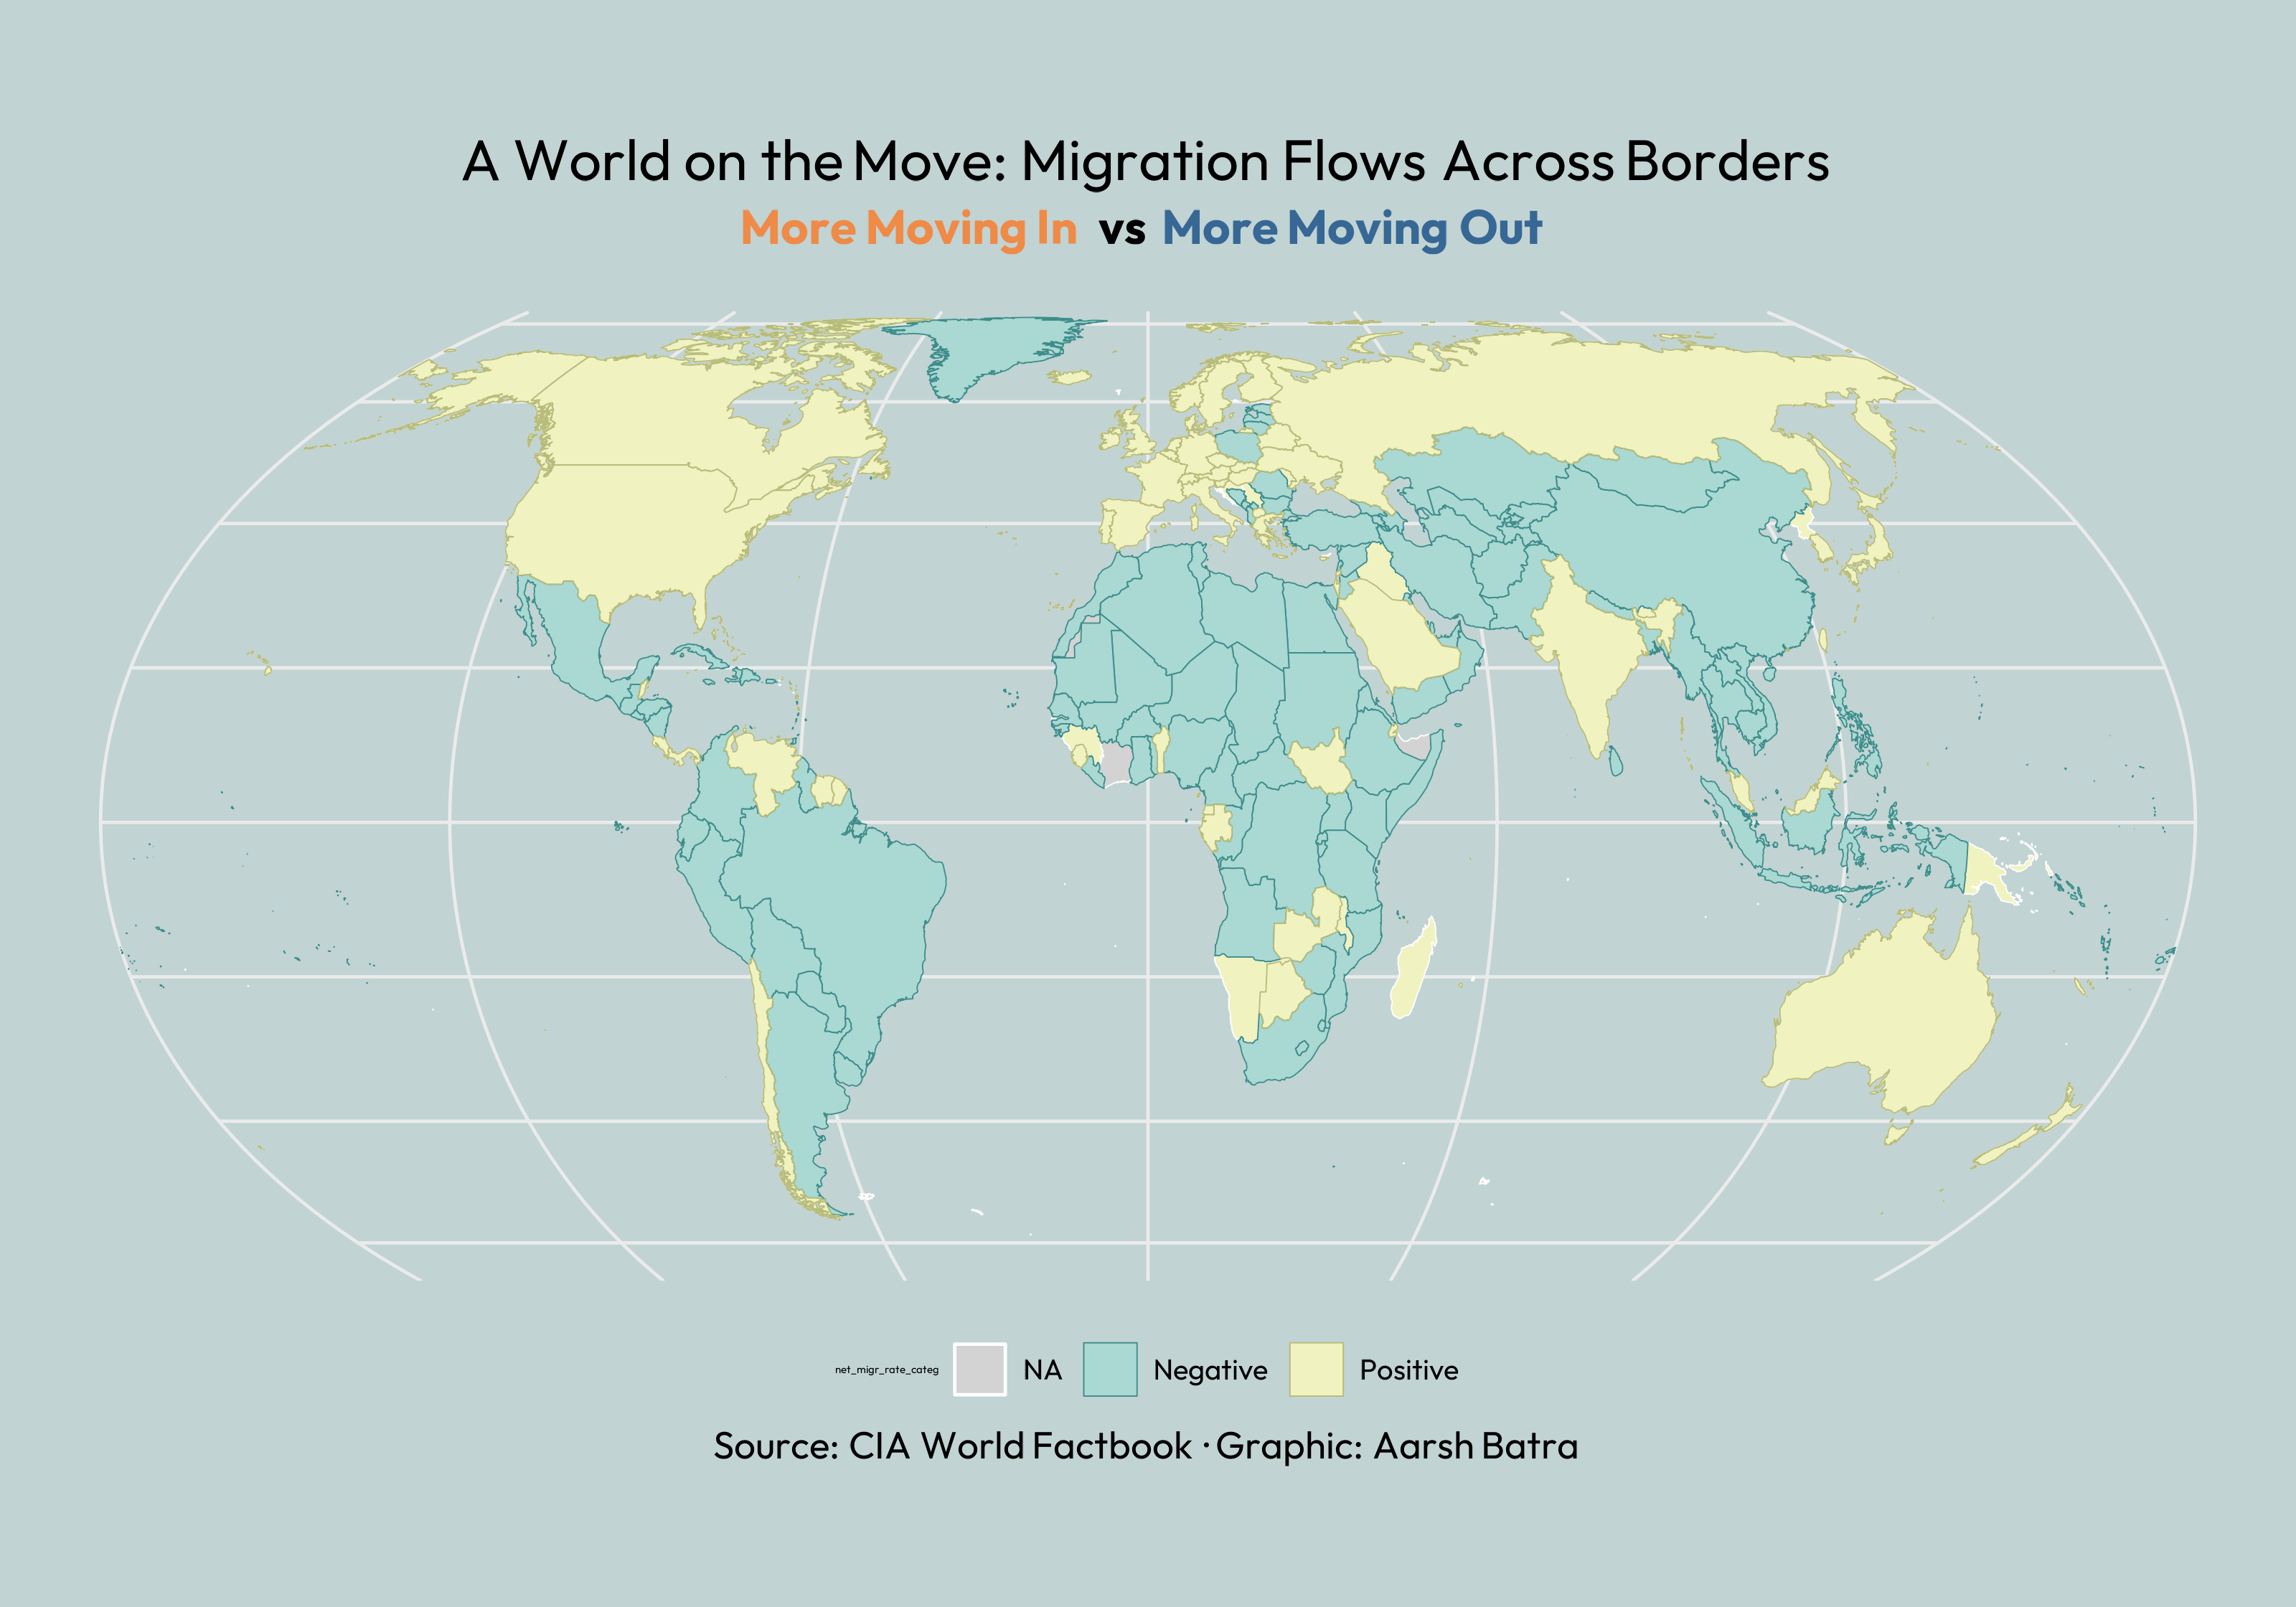 A World on the Move: Migration Flows Across Borders
More Moving In vs More Moving Out
net_migr_rate_categ NA Negative Positive
Source: CIA World Factbook · Graphic: Aarsh Batra